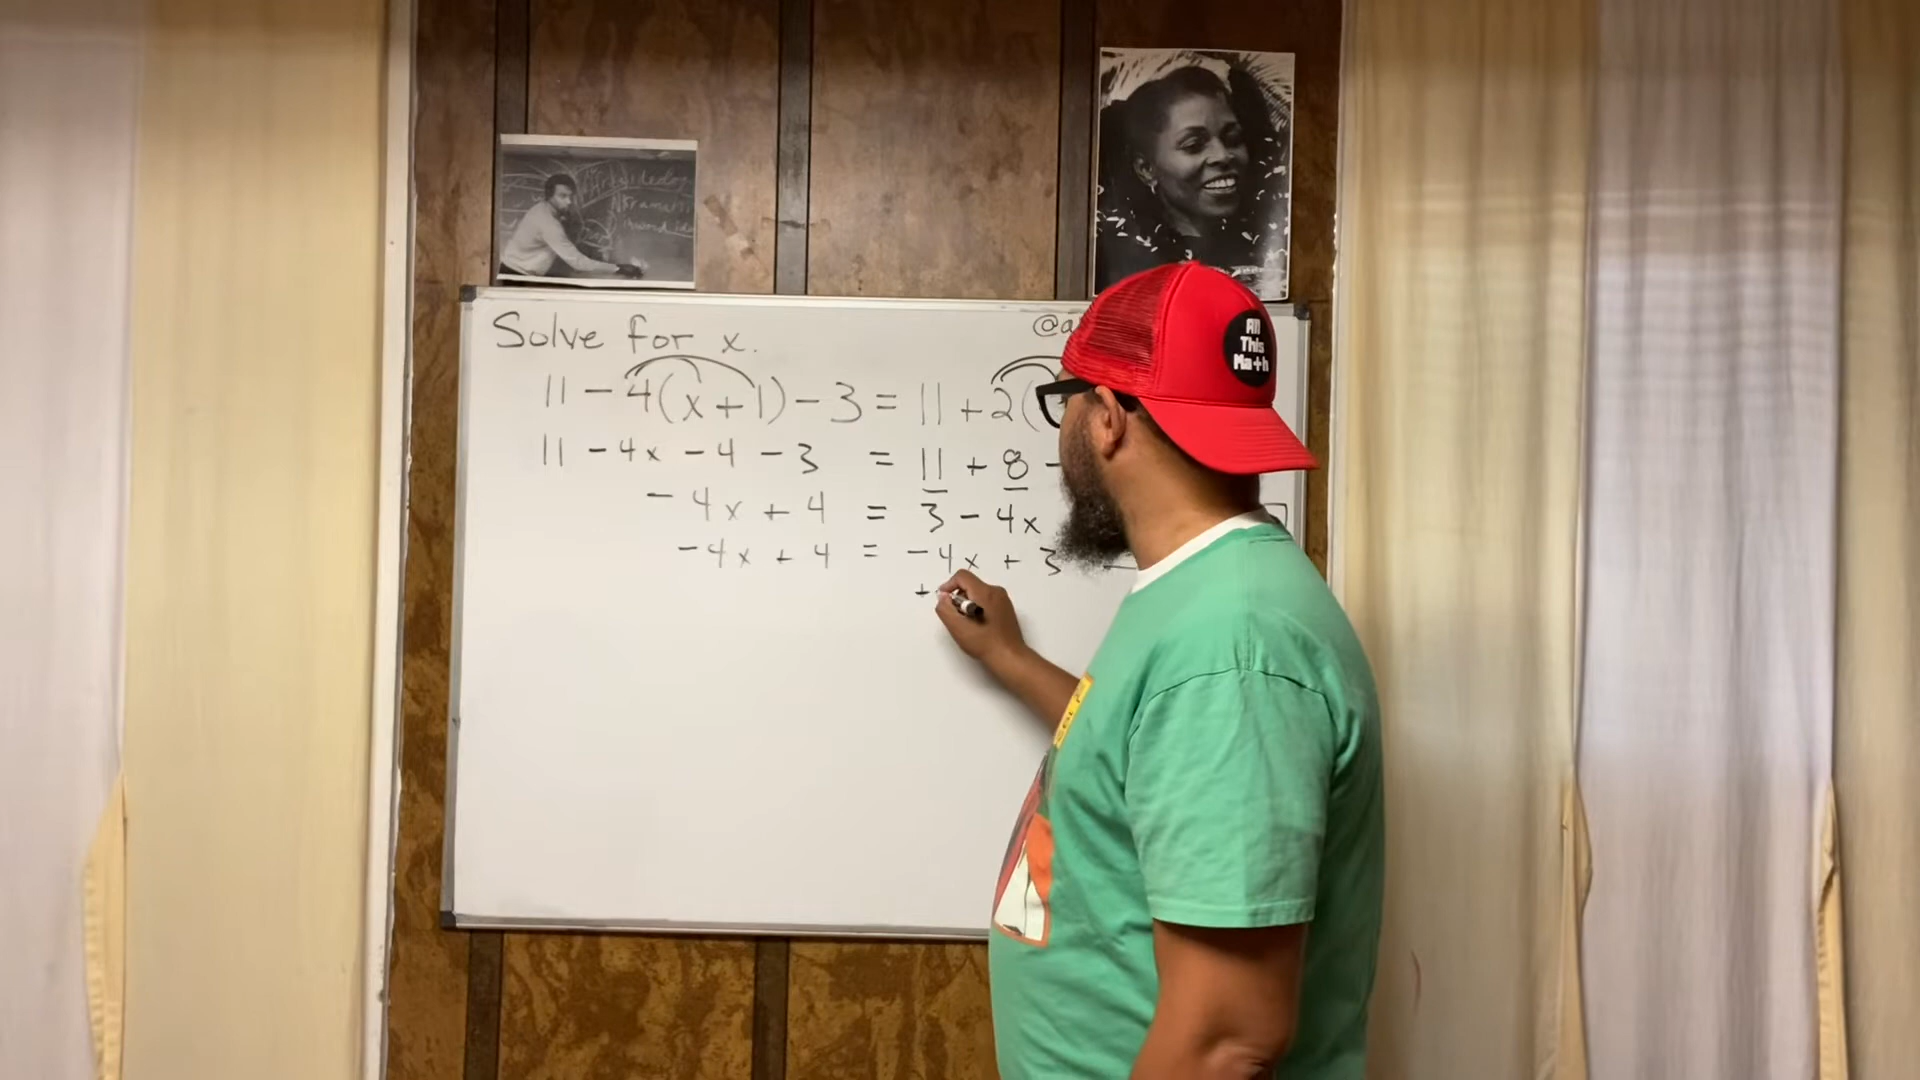 Solve for x.
@a
11 - 4(x+1) - 3 = 11 + 2(
11 - 4x - 4 - 3 = 11 + 8 -
- 4x + 4 = 3 - 4x
- 4x + 4 = - 4x + 3
+
All
This
Ma+h